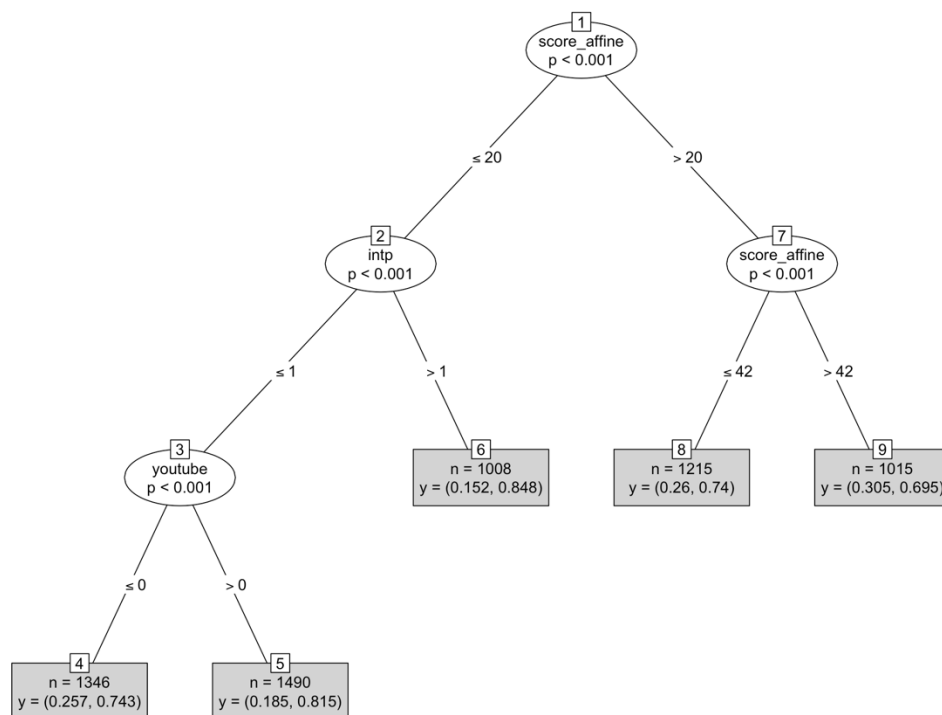 1
score_affine
p < 0.001
≤ 20
> 20
2
intp
p < 0.001
7
score_affine
p < 0.001
≤ 1
> 1
≤ 42
> 42
3
youtube
p < 0.001
6
n = 1008
y = (0.152, 0.848)
8
n = 1215
y = (0.26, 0.74)
9
n = 1015
y = (0.305, 0.695)
≤ 0
> 0
4
n = 1346
y = (0.257, 0.743)
5
n = 1490
y = (0.185, 0.815)